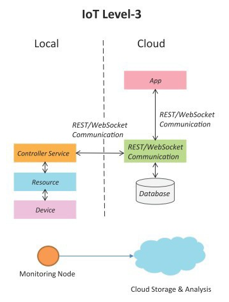 IoT Level-3
Local
Cloud
App
REST/WebSocket
Communication
REST/WebSocket
Communication
Controller Service
REST/WebSocket
Communication
Resource
Database
Device
Monitoring Node
Cloud Storage & Analysis